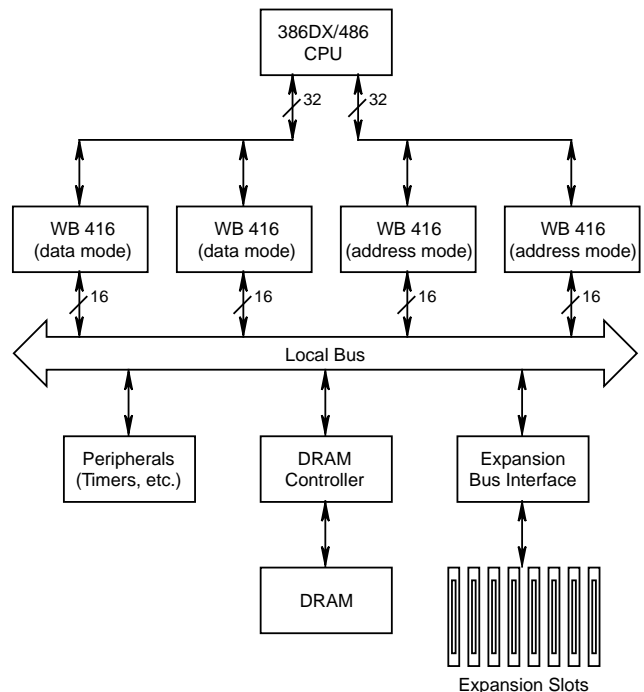 386DX/486
CPU
32
32
WB 416
(data mode)
WB 416
(data mode)
WB 416
(address mode)
WB 416
(address mode)
16
16
16
16
Local Bus
Peripherals
(Timers, etc.)
DRAM
Controller
Expansion
Bus Interface
DRAM
Expansion Slots